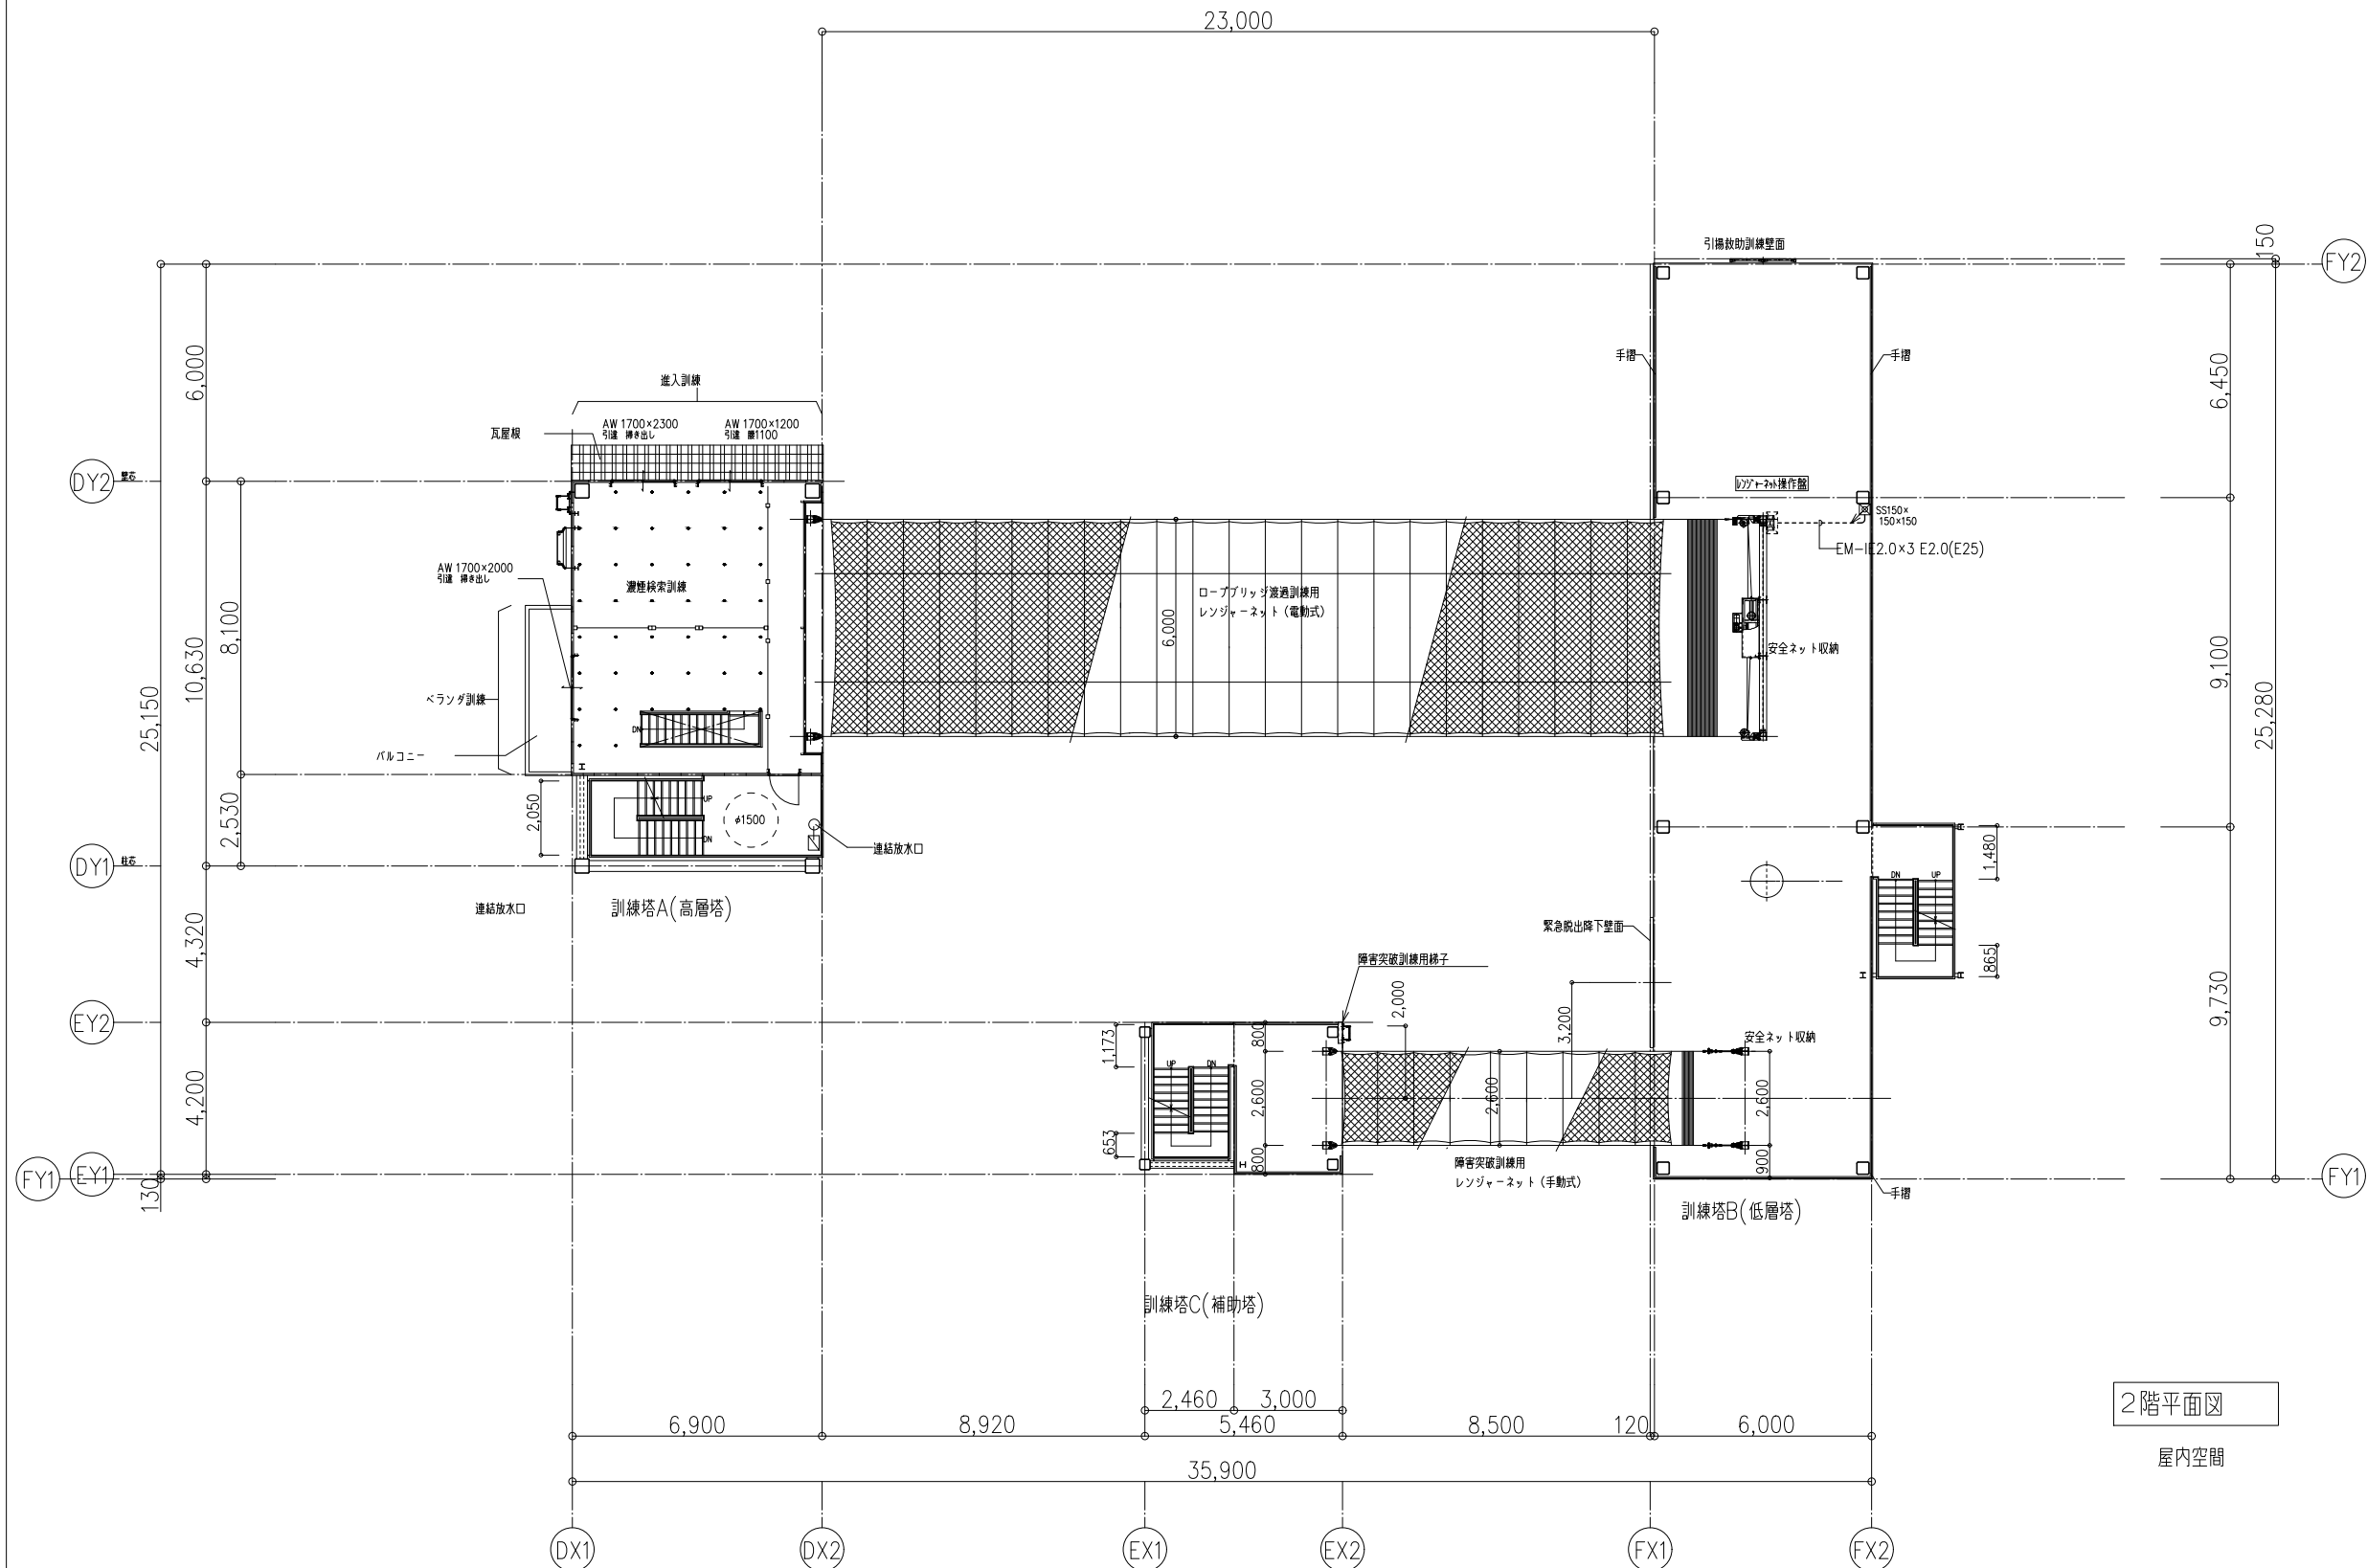 23,000
引揚救助訓練壁面
150
FY2
6,000
手摺
手摺
6,450
進入訓練
瓦屋根
AW 1700×2300
引違 掃き出し
AW 1700×1200
引違 腰1100
DY2
壁芯
レンジャーネット操作盤
SS150×
150×150
EM-IE2.0×3 E2.0(E25)
AW 1700×2000
引違 掃き出し
濃煙検索訓練
ロープブリッジ渡過訓練用
レンジャーネット（電動式）
6,000
安全ネット収納
8,100
10,630
25,150
9,100
25,280
ベランダ訓練
バルコニー
DN
2,530
2,050
UP
DN
φ1500
連結放水口
DY1
柱芯
連結放水口
訓練塔A(高層塔)
1,480
DN
UP
865
緊急脱出降下壁面
4,320
障害突破訓練用梯子
2,000
3,200
9,730
EY2
1,173
800
安全ネット収納
UP
DN
2,600
2,600
2,600
4,200
653
800
900
障害突破訓練用
レンジャーネット（手動式）
FY1
EY1
130
手摺
FY1
訓練塔B(低層塔)
訓練塔C(補助塔)
2,460
3,000
6,900
8,920
5,460
8,500
120
6,000
35,900
2階平面図
屋内空間
DX1
DX2
EX1
EX2
FX1
FX2